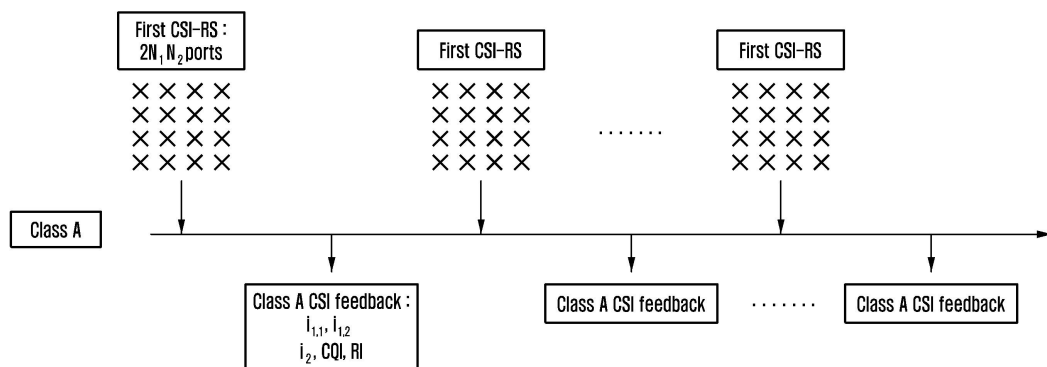 First CSI-RS :
2N₁N₂ ports
First CSI-RS
First CSI-RS
.......
Class A
Class A CSI feedback :
i₁,₁, i₁,₂
i₂, CQI, RI
Class A CSI feedback
.......
Class A CSI feedback